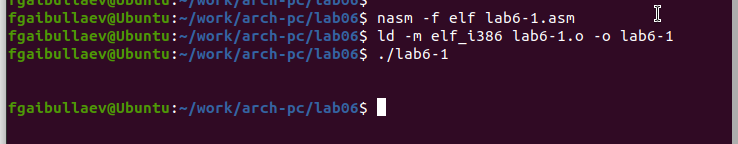 fgaibullaev@Ubuntu:~/work/arch-pc/lab06$ nasm -f elf lab6-1.asm
fgaibullaev@Ubuntu:~/work/arch-pc/lab06$ ld -m elf_i386 lab6-1.o -o lab6-1
fgaibullaev@Ubuntu:~/work/arch-pc/lab06$ ./lab6-1
fgaibullaev@Ubuntu:~/work/arch-pc/lab06$